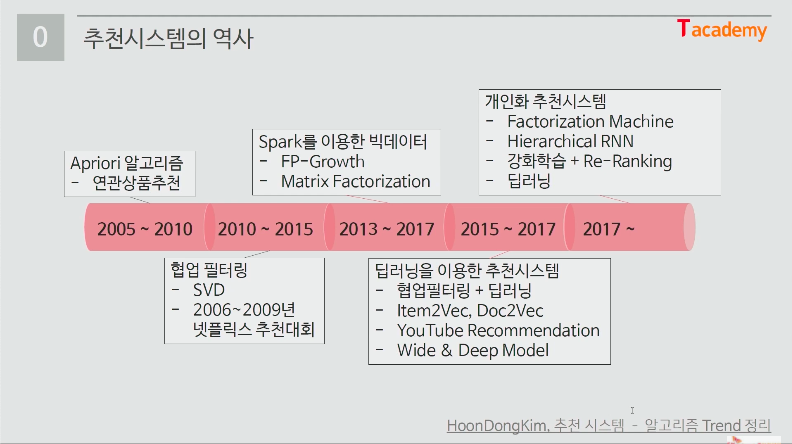 0
추천시스템의 역사
Tacademy
개인화 추천시스템
- Factorization Machine
- Hierarchical RNN
- 강화학습 + Re-Ranking
- 딥러닝
Spark를 이용한 빅데이터
- FP-Growth
- Matrix Factorization
Apriori 알고리즘
- 연관상품추천
2005 ~ 2010
2010 ~ 2015
2013 ~ 2017
2015 ~ 2017
2017 ~
협업 필터링
- SVD
- 2006~2009년
넷플릭스 추천대회
딥러닝을 이용한 추천시스템
- 협업필터링 + 딥러닝
- Item2Vec, Doc2Vec
- YouTube Recommendation
- Wide & Deep Model
HoonDongKim, 추천 시스템 - 알고리즘 Trend 정리